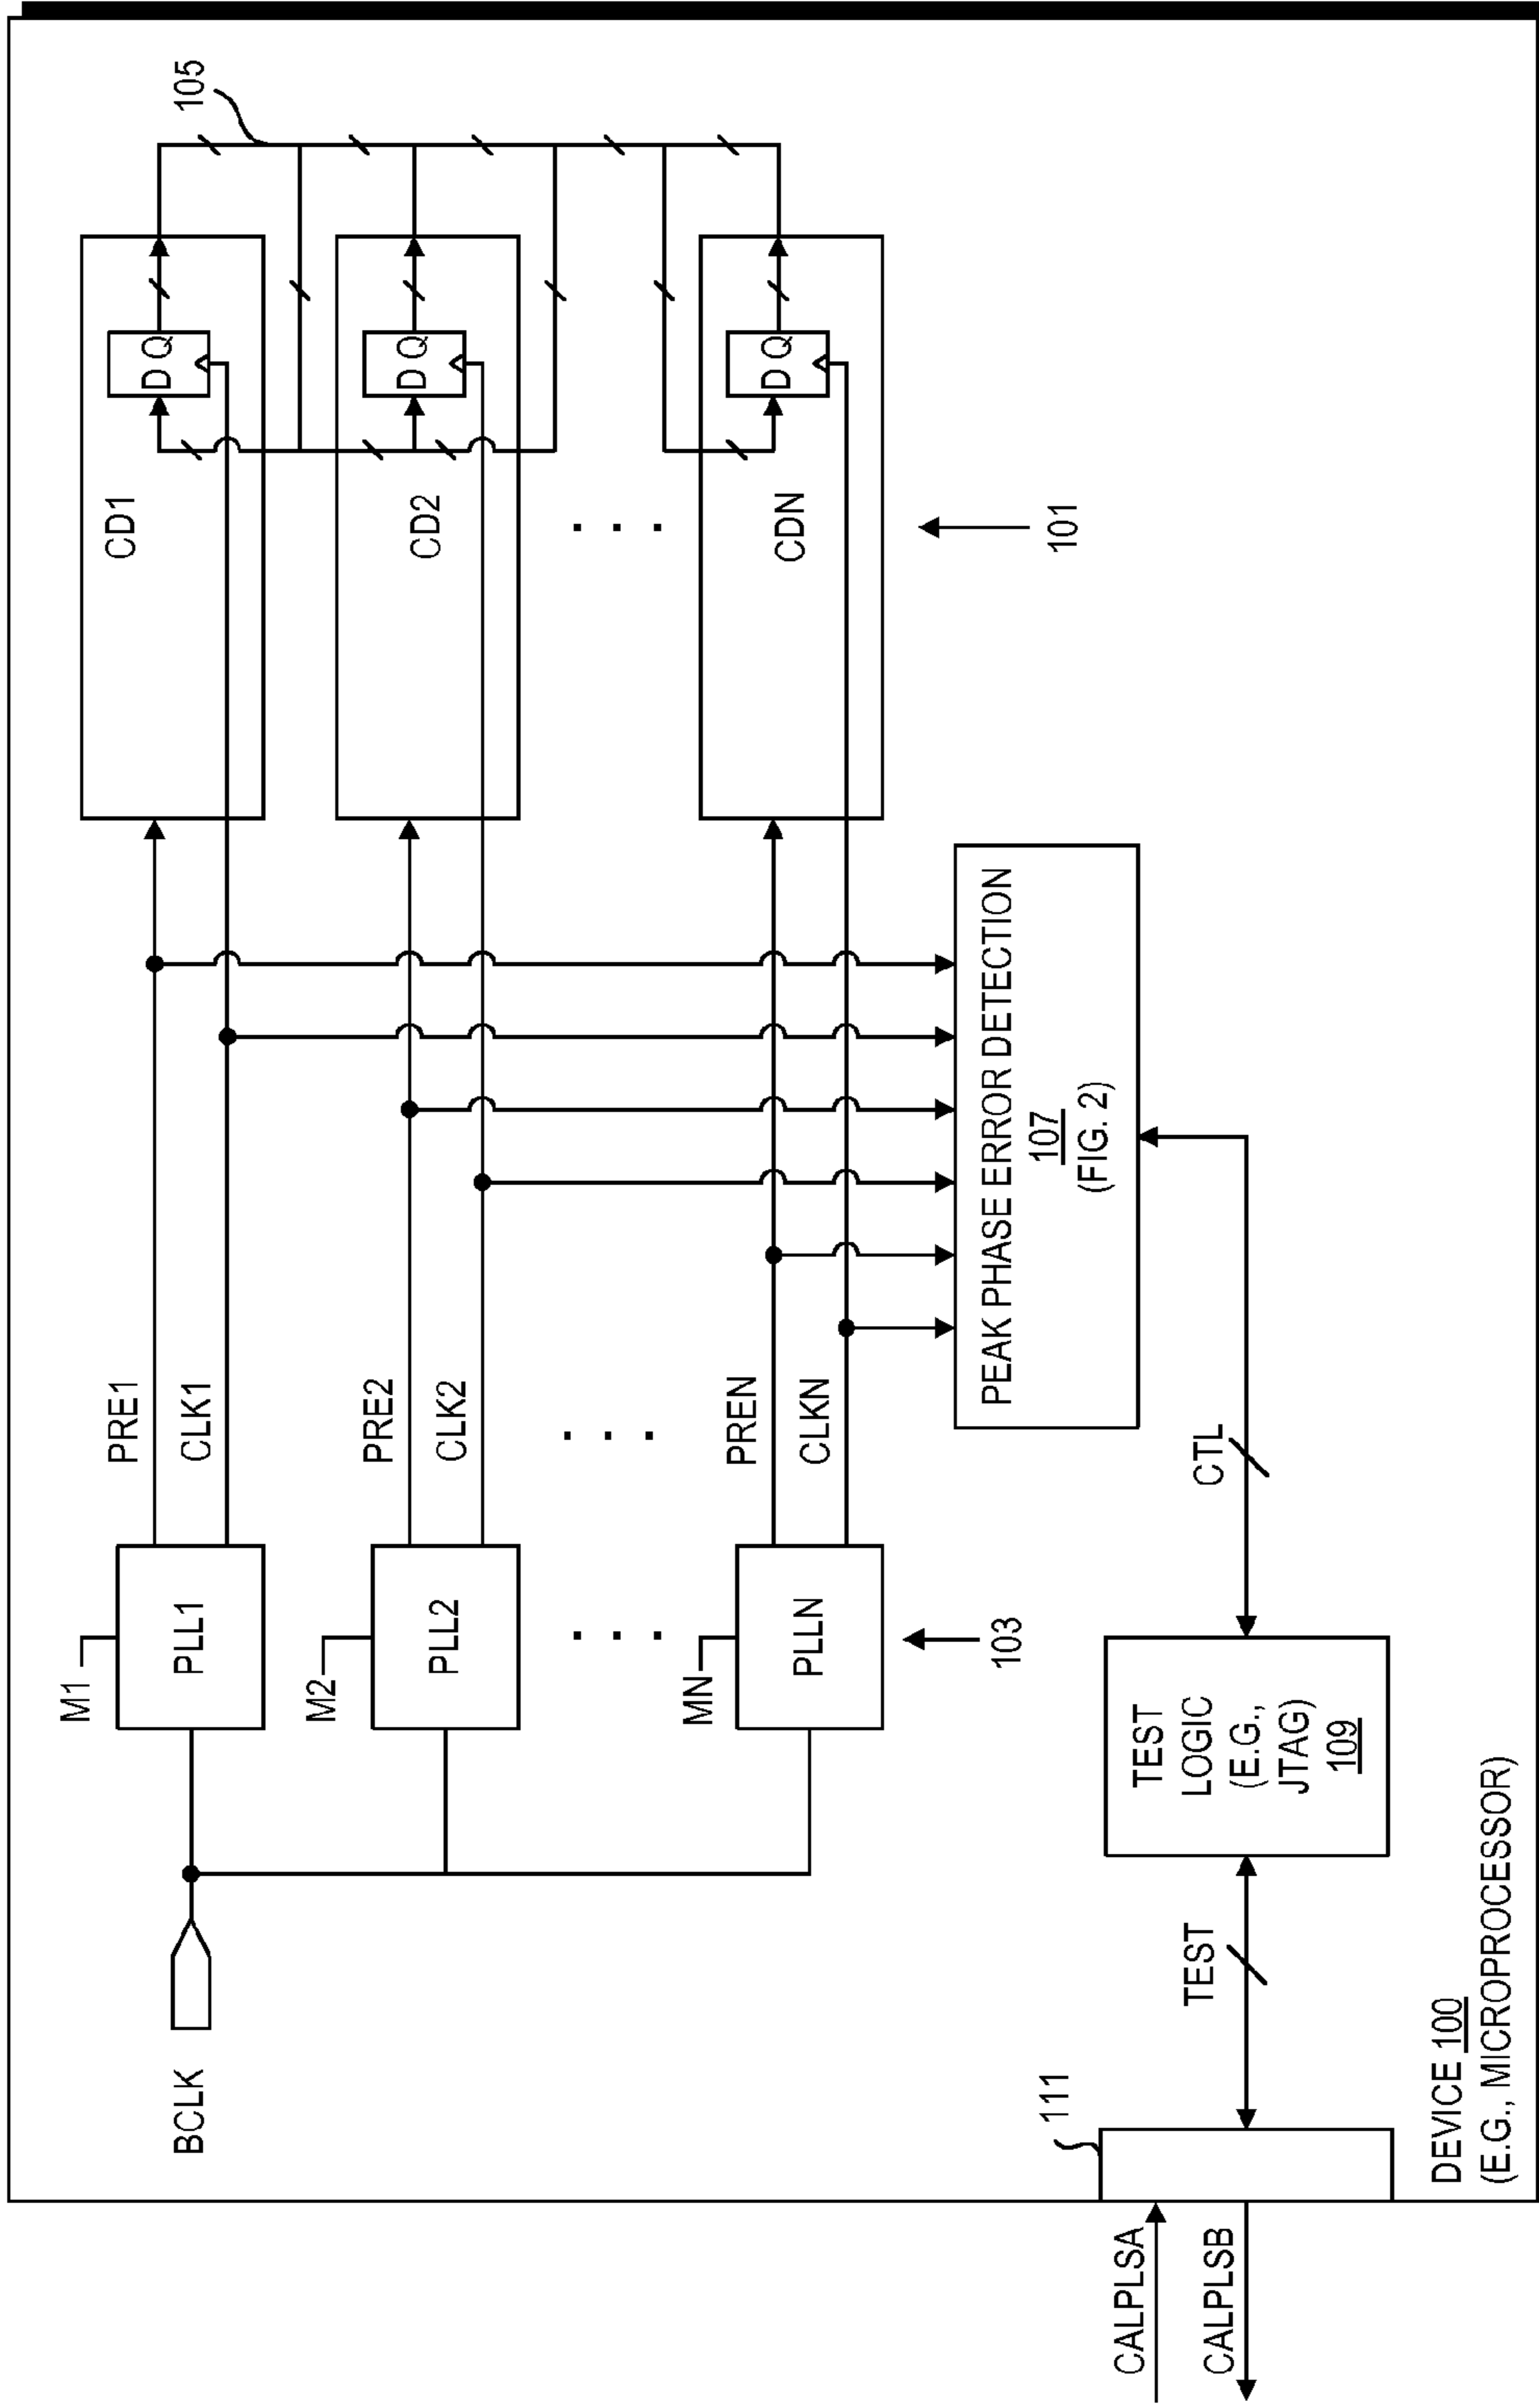 BCLK
M1
PLL1
PRE1
CLK1
CD1
D Q
105
M2
PLL2
PRE2
CLK2
CD2
D Q
. . .
. . .
. . .
MN
PLLN
PREN
CLKN
CDN
D Q
103
101
PEAK PHASE ERROR DETECTION
107
(FIG. 2)
CALPLSA
CALPLSB
111
TEST
TEST
LOGIC
(E.G.,
JTAG)
109
CTL
DEVICE 100
(E.G., MICROPROCESSOR)